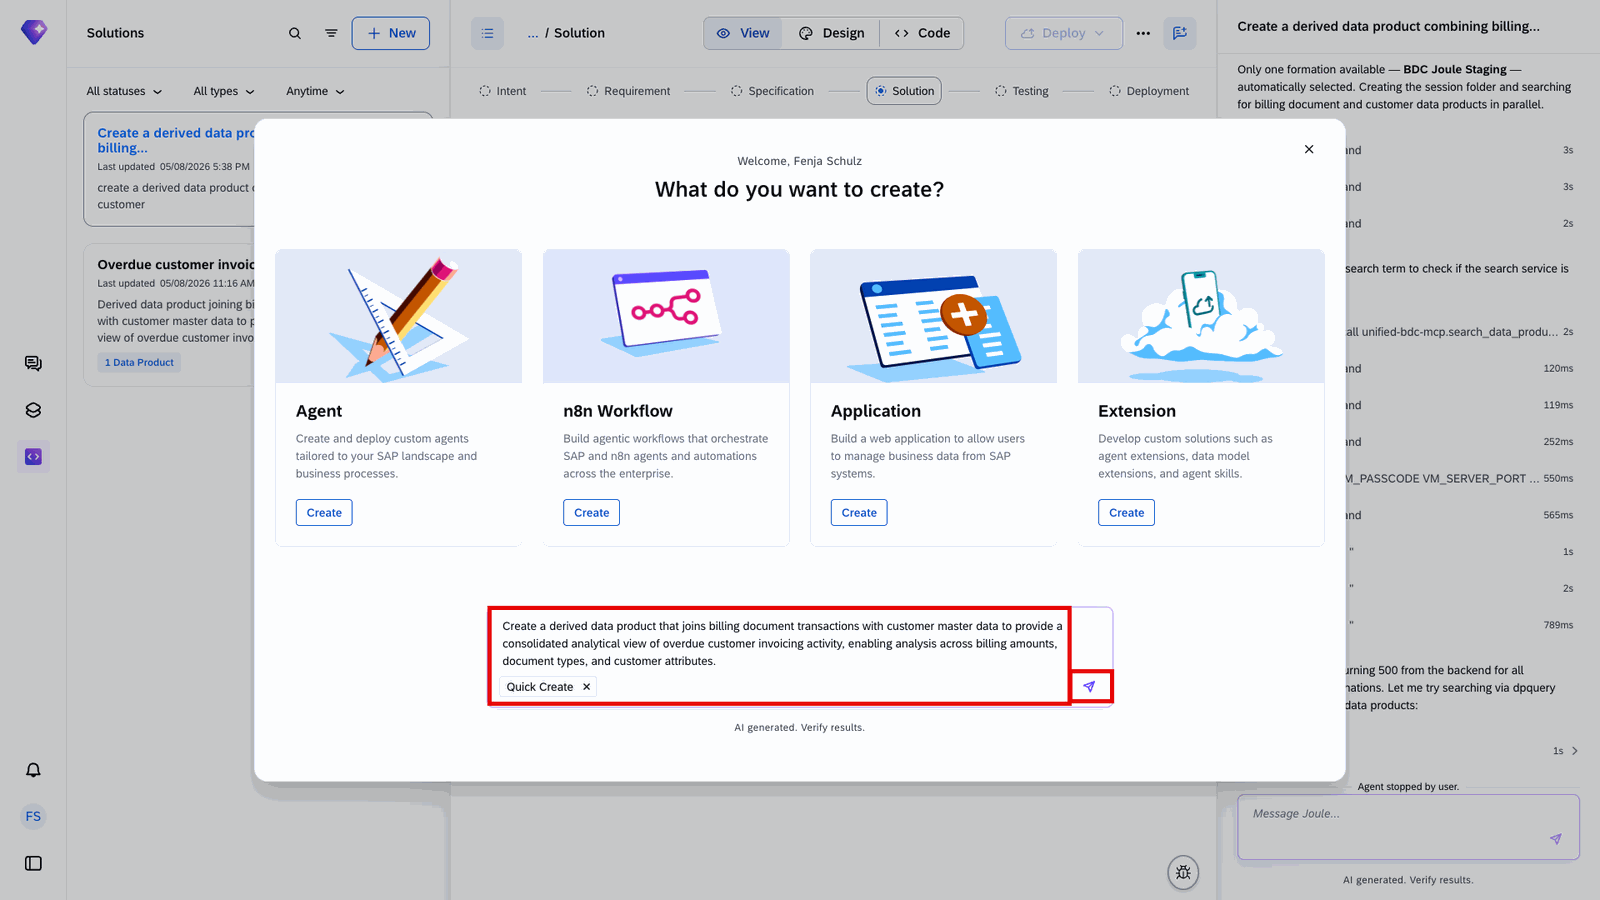 Solutions
New
... / Solution
View
Design
Code
Deploy
Create a derived data product combining billing...
All statuses
All types
Anytime
Intent
Requirement
Specification
Solution
Testing
Deployment
Create a derived data pro
billing...
Last updated 05/08/2026 5:38 PM
create a derived data product
customer
Overdue customer invoic
Last updated 05/08/2026 11:16 AM
Derived data product joining bi
with customer master data to p
view of overdue customer invo
1 Data Product
FS
Welcome, Fenja Schulz
What do you want to create?
Agent
Create and deploy custom agents
tailored to your SAP landscape and
business processes.
Create
n8n Workflow
Build agentic workflows that orchestrate
SAP and n8n agents and automations
across the enterprise.
Create
Application
Build a web application to allow users
to manage business data from SAP
systems.
Create
Extension
Develop custom solutions such as
agent extensions, data model
extensions, and agent skills.
Create
Create a derived data product that joins billing document transactions with customer master data to provide a
consolidated analytical view of overdue customer invoicing activity, enabling analysis across billing amounts,
document types, and customer attributes.
Quick Create
AI generated. Verify results.
Only one formation available — BDC Joule Staging —
automatically selected. Creating the session folder and searching
for billing document and customer data products in parallel.
and 3s
and 3s
and 2s
search term to check if the search service is
all unified-bdc-mcp.search_data_produ... 2s
and 120ms
and 119ms
and 252ms
M_PASSCODE VM_SERVER_PORT ... 550ms
and 565ms
" 1s
" 2s
" 789ms
urning 500 from the backend for all
nations. Let me try searching via dpquery
data products:
1s
Agent stopped by user.
Message Joule...
AI generated. Verify results.